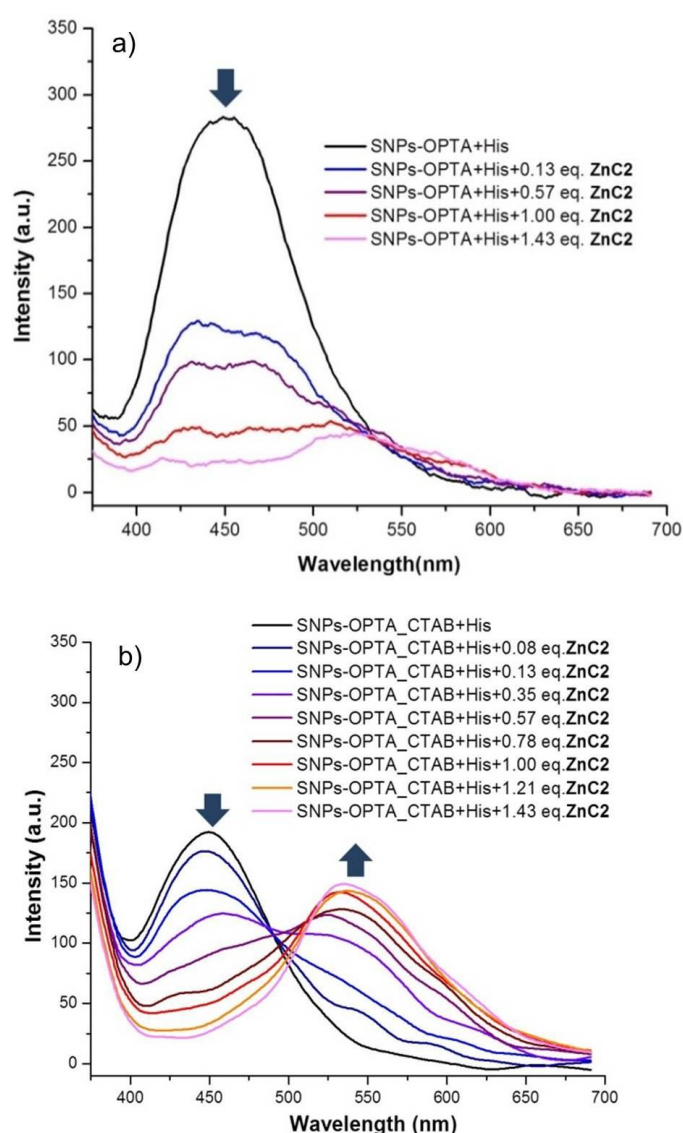 a)
350
300
250
200
150
100
50
0
Intensity (a.u.)
SNPs-OPTA+His
SNPs-OPTA+His+0.13 eq. ZnC2
SNPs-OPTA+His+0.57 eq. ZnC2
SNPs-OPTA+His+1.00 eq. ZnC2
SNPs-OPTA+His+1.43 eq. ZnC2
400 450 500 550 600 650 700
Wavelength(nm)
b)
350
300
250
200
150
100
50
0
Intensity (a.u.)
SNPs-OPTA_CTAB+His
SNPs-OPTA_CTAB+His+0.08 eq.ZnC2
SNPs-OPTA_CTAB+His+0.13 eq.ZnC2
SNPs-OPTA_CTAB+His+0.35 eq.ZnC2
SNPs-OPTA_CTAB+His+0.57 eq.ZnC2
SNPs-OPTA_CTAB+His+0.78 eq.ZnC2
SNPs-OPTA_CTAB+His+1.00 eq.ZnC2
SNPs-OPTA_CTAB+His+1.21 eq.ZnC2
SNPs-OPTA_CTAB+His+1.43 eq.ZnC2
400 450 500 550 600 650 700
Wavelength (nm)